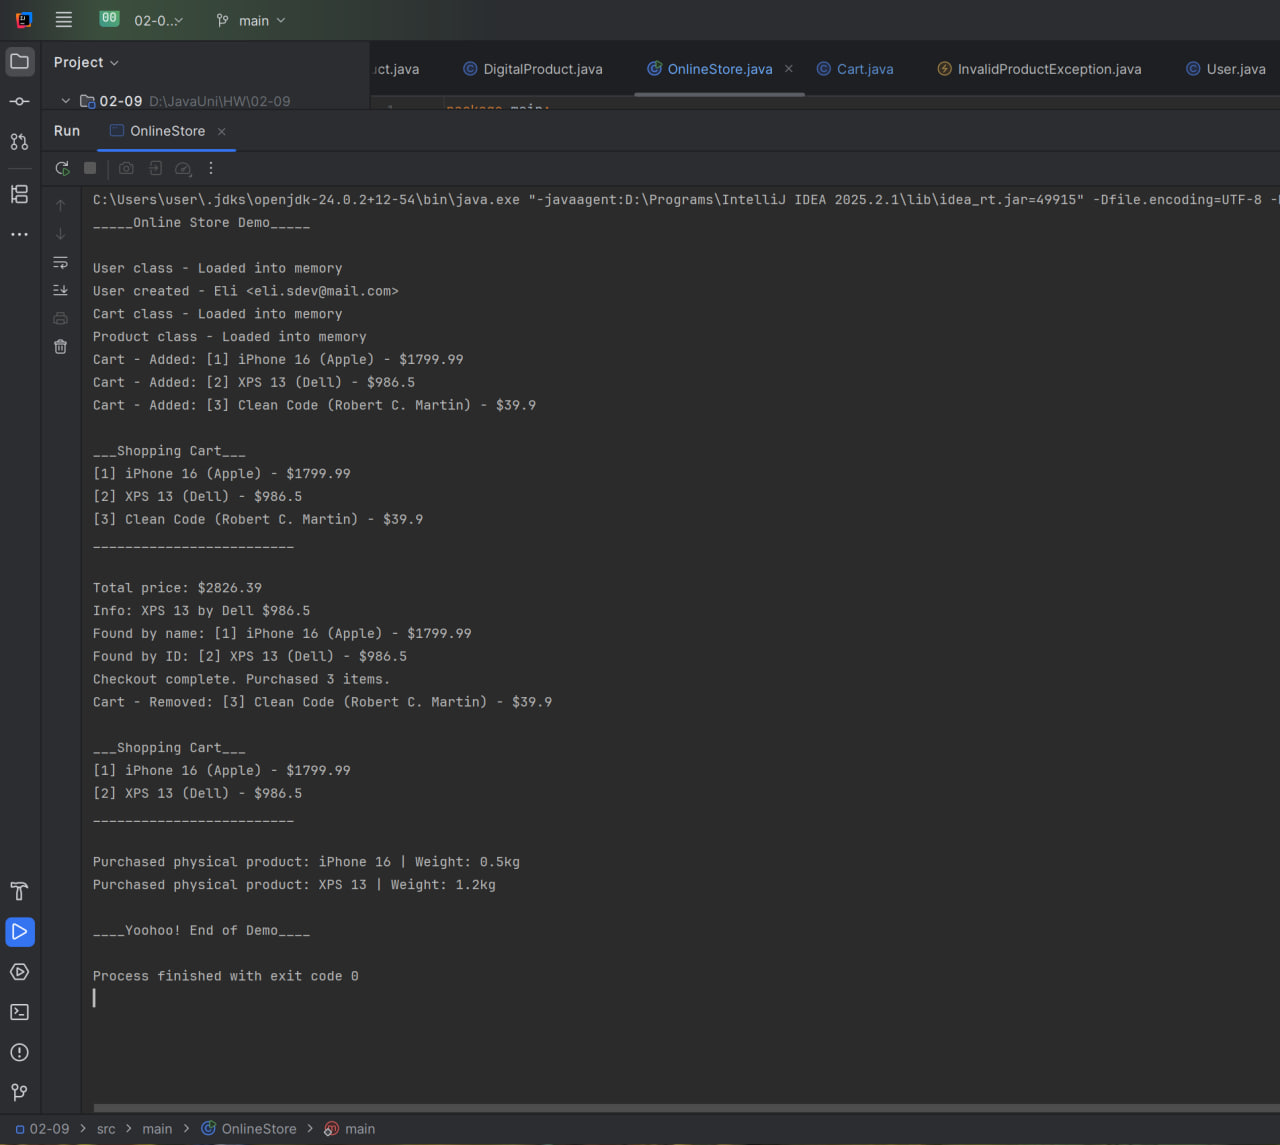 00 02-0... main
Project
uct.java DigitalProduct.java OnlineStore.java Cart.java InvalidProductException.java User.java
02-09 D:\JavaUni\HW\02-09
1 package main;
Run OnlineStore
C:\Users\user\.jdks\openjdk-24.0.2+12-54\bin\java.exe "-javaagent:D:\Programs\IntelliJ IDEA 2025.2.1\lib\idea_rt.jar=49915" -Dfile.encoding=UTF-8 -
_____Online Store Demo_____
User class - Loaded into memory
User created - Eli <eli.sdev@mail.com>
Cart class - Loaded into memory
Product class - Loaded into memory
Cart - Added: [1] iPhone 16 (Apple) - $1799.99
Cart - Added: [2] XPS 13 (Dell) - $986.5
Cart - Added: [3] Clean Code (Robert C. Martin) - $39.9
___Shopping Cart___
[1] iPhone 16 (Apple) - $1799.99
[2] XPS 13 (Dell) - $986.5
[3] Clean Code (Robert C. Martin) - $39.9
_________________________
Total price: $2826.39
Info: XPS 13 by Dell $986.5
Found by name: [1] iPhone 16 (Apple) - $1799.99
Found by ID: [2] XPS 13 (Dell) - $986.5
Checkout complete. Purchased 3 items.
Cart - Removed: [3] Clean Code (Robert C. Martin) - $39.9
___Shopping Cart___
[1] iPhone 16 (Apple) - $1799.99
[2] XPS 13 (Dell) - $986.5
_________________________
Purchased physical product: iPhone 16 | Weight: 0.5kg
Purchased physical product: XPS 13 | Weight: 1.2kg
____Yoohoo! End of Demo____
Process finished with exit code 0
02-09 > src > main > OnlineStore > main